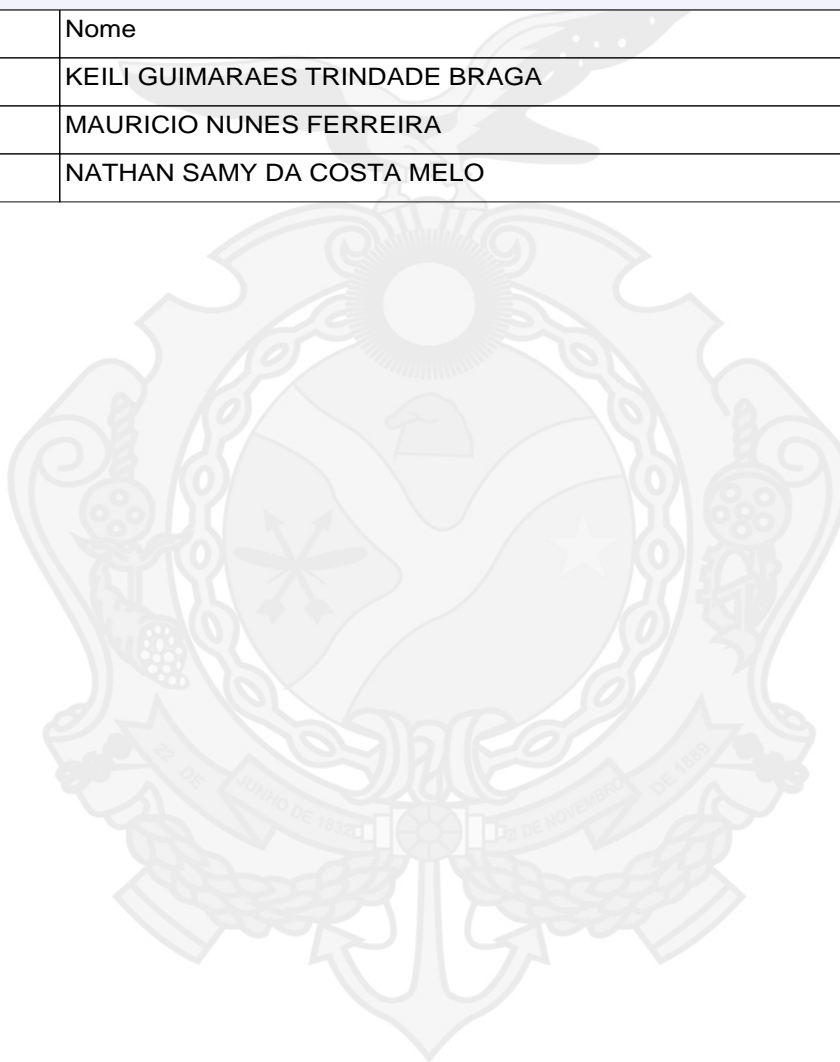 Nome
KEILI GUIMARAES TRINDADE BRAGA
MAURICIO NUNES FERREIRA
NATHAN SAMY DA COSTA MELO
22 DE JUNHO DE 1832
21 DE NOVEMBRO DE 1889